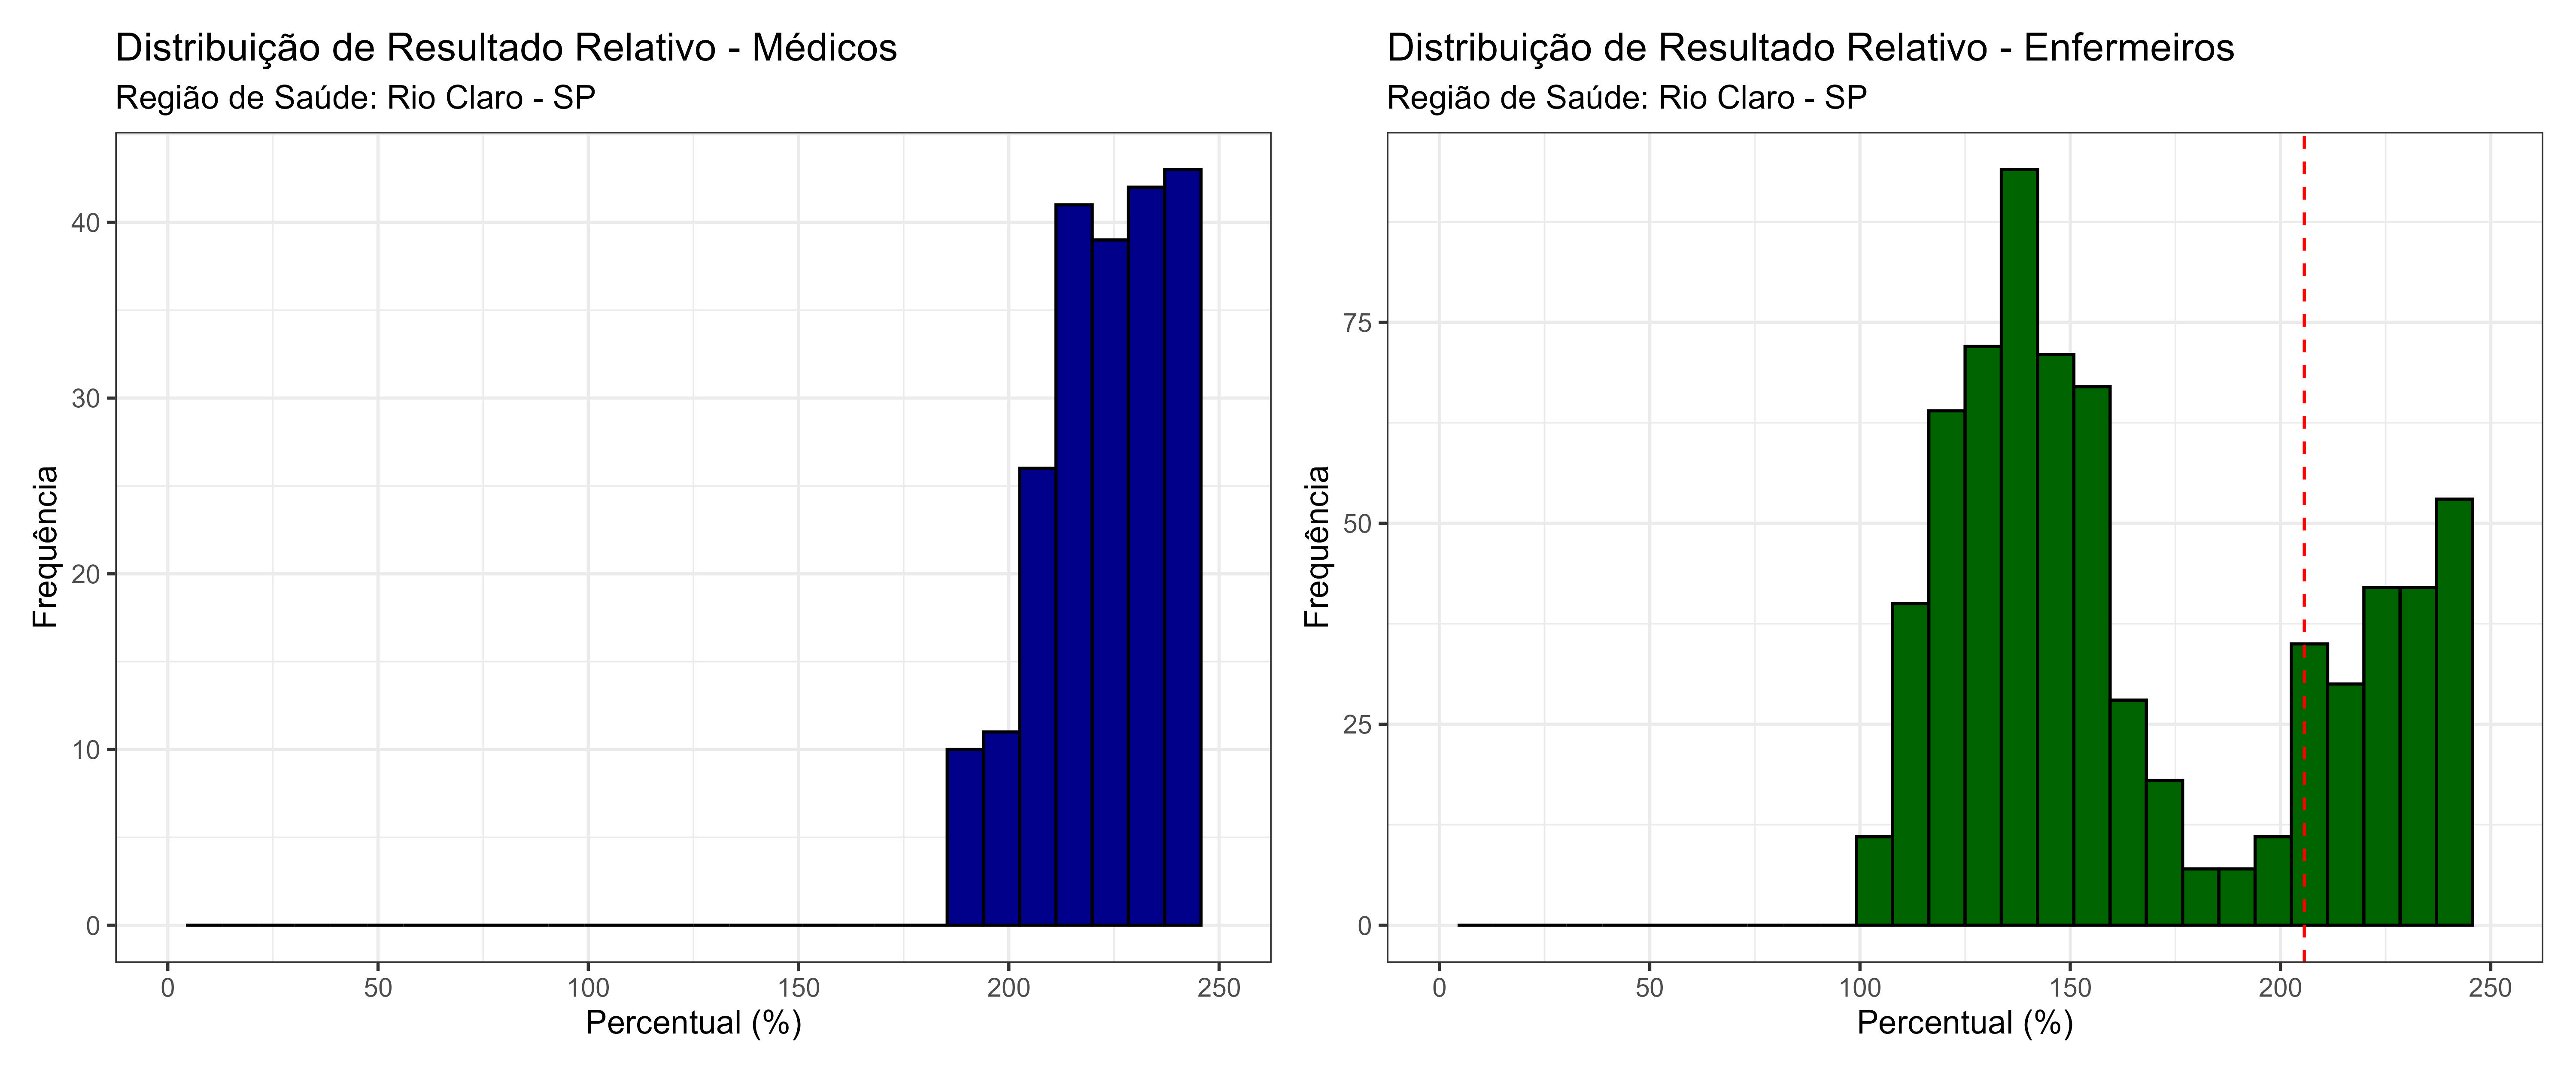 Distribuição de Resultado Relativo - Médicos
Região de Saúde: Rio Claro - SP
Frequência
40
30
20
10
0
0 50 100 150 200 250
Percentual (%)
Distribuição de Resultado Relativo - Enfermeiros
Região de Saúde: Rio Claro - SP
Frequência
75
50
25
0
0 50 100 150 200 250
Percentual (%)